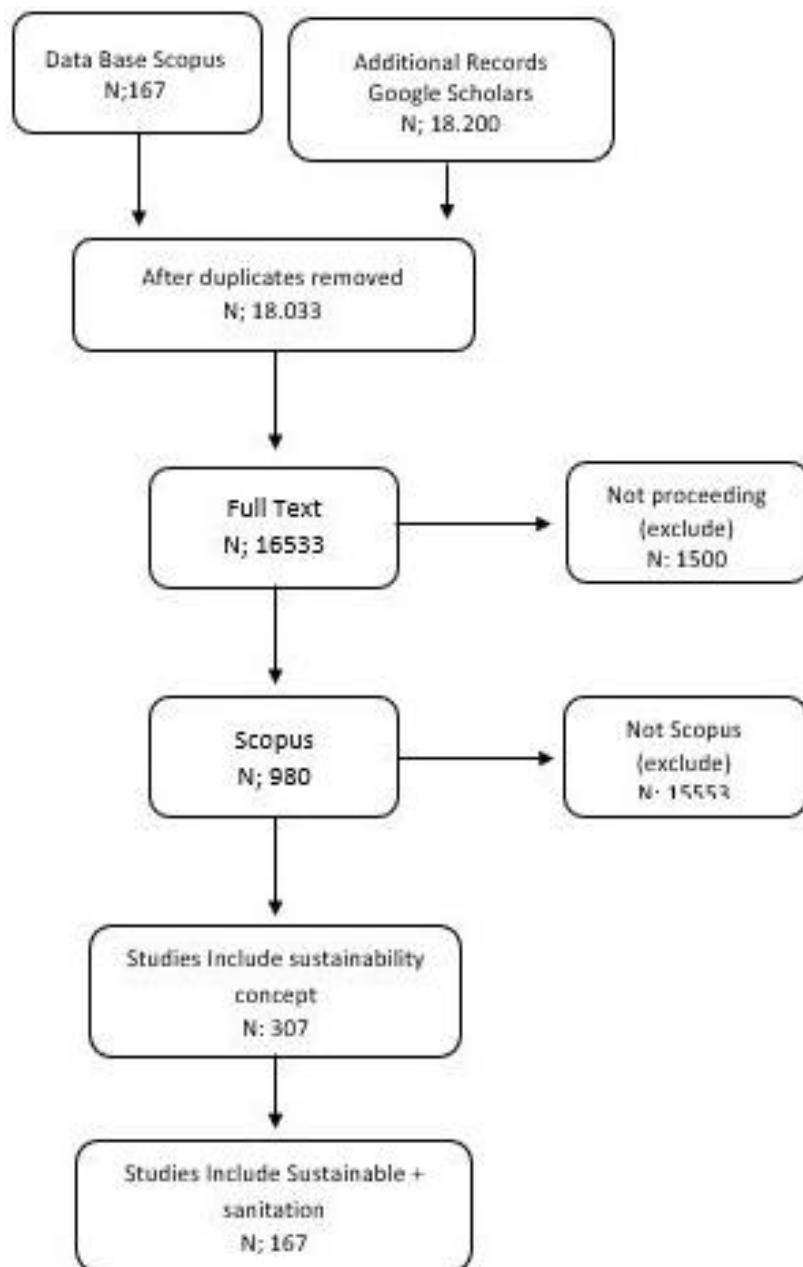 Data Base Scopus
N;167
Additional Records
Google Scholars
N; 18.200
After duplicates removed
N; 18.033
Full Text
N; 16533
Not proceeding
(exclude)
N: 1500
Scopus
N; 980
Not Scopus
(exclude)
N: 15553
Studies Include sustainability
concept
N: 307
Studies Include Sustainable +
sanitation
N; 167